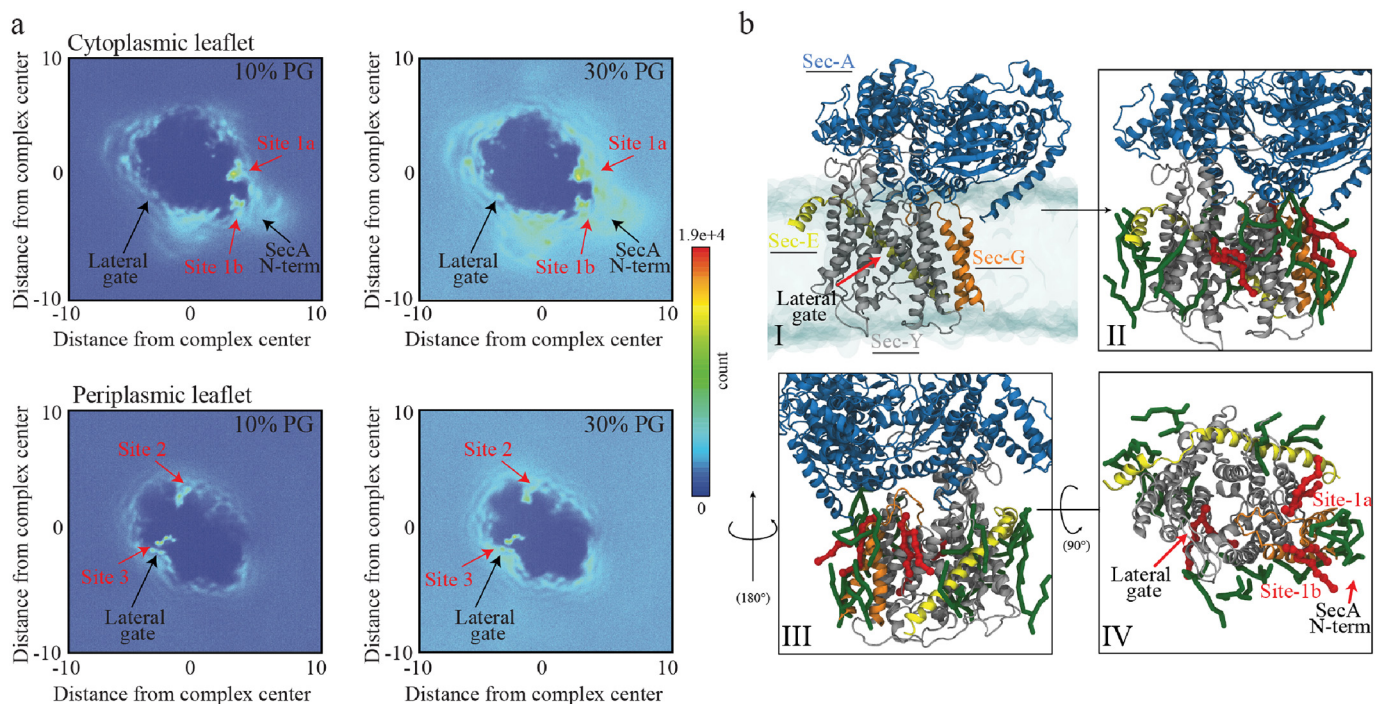 a
Cytoplasmic leaflet
10
10% PG
Site 1a
Distance from complex center
0
Lateral
gate
Site 1b
SecA
N-term
-10
-10
0
10
Distance from complex center
10
30% PG
Site 1a
Distance from complex center
0
Lateral
gate
Site 1b
SecA
N-term
-10
-10
0
10
Distance from complex center
1.9e+4
count
0
Periplasmic leaflet
10
10% PG
Site 2
Distance from complex center
0
Site 3
Lateral
gate
-10
-10
0
10
Distance from complex center
10
30% PG
Site 2
Distance from complex center
0
Site 3
Lateral
gate
-10
-10
0
10
Distance from complex center
b
Sec-A
Sec-E
Sec-G
Lateral
gate
Sec-Y
I
II
(180°)
III
(90°)
Site-1a
Lateral
gate
Site-1b
SecA
N-term
IV